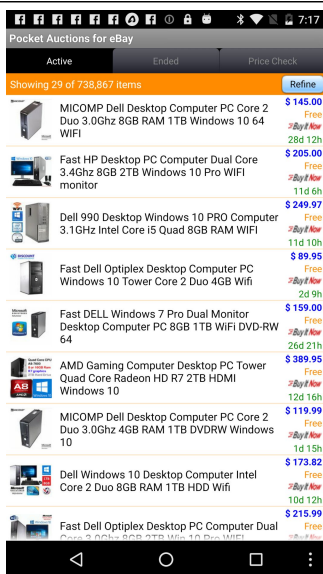 7:17
Pocket Auctions for eBay
Active
Ended
Price Check
Showing 29 of 738,867 items
Refine
MICOMP Dell Desktop Computer PC Core 2
Duo 3.0Ghz 8GB RAM 1TB Windows 10 64
WIFI
$ 145.00
Free
Buy It Now
28d 12h
Fast HP Desktop PC Computer Dual Core
3.4Ghz 8GB 2TB Windows 10 Pro WIFI
monitor
$ 205.00
Free
Buy It Now
11d 6h
Dell 990 Desktop Windows 10 PRO Computer
3.1GHz Intel Core i5 Quad 8GB RAM WIFI
$ 249.97
Free
Buy It Now
11d 10h
Fast Dell Optiplex Desktop Computer PC
Windows 10 Tower Core 2 Duo 4GB Wifi
$ 89.95
Free
Buy It Now
2d 9h
Fast DELL Windows 7 Pro Dual Monitor
Desktop Computer PC 8GB 1TB WiFi DVD-RW
64
$ 159.00
Free
Buy It Now
26d 21h
AMD Gaming Computer Desktop PC Tower
Quad Core Radeon HD R7 2TB HDMI
Windows 10
$ 389.95
Free
Buy It Now
12d 16h
MICOMP Dell Desktop Computer PC Core 2
Duo 3.0Ghz 4GB RAM 1TB DVDRW Windows
10
$ 119.99
Free
Buy It Now
1d 15h
Dell Windows 10 Desktop Computer Intel
Core 2 Duo 8GB RAM 1TB HDD Wifi
$ 173.82
Free
Buy It Now
10d 12h
Fast Dell Optiplex Desktop PC Computer Dual
Core 3.0Ghz 8GB 2TB Win 10 Pro WIFI
$ 215.99
Free